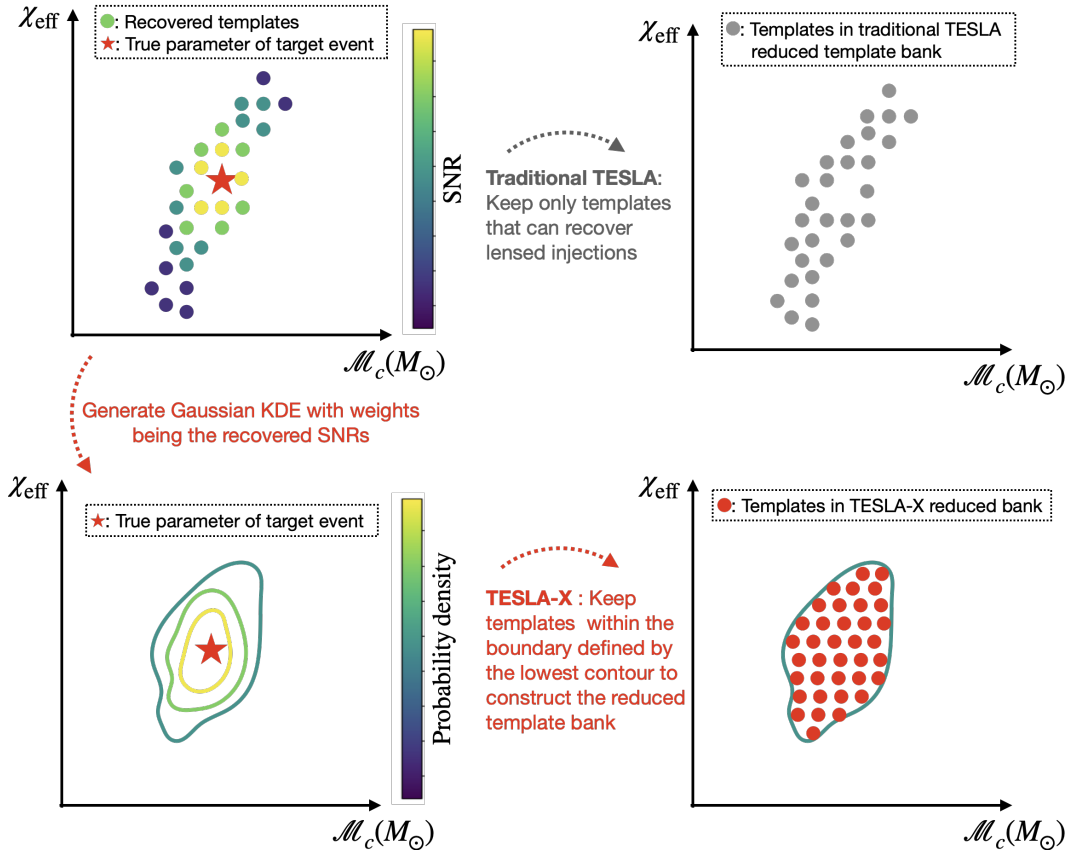 χeff
: Recovered templates
★: True parameter of target event
SNR
ℳc(M⊙)
Traditional TESLA:
Keep only templates
that can recover
lensed injections
χeff
: Templates in traditional TESLA
reduced template bank
ℳc(M⊙)
Generate Gaussian KDE with weights
being the recovered SNRs
χeff
★: True parameter of target event
Probability density
ℳc(M⊙)
TESLA-X : Keep
templates within the
boundary defined by
the lowest contour to
construct the reduced
template bank
χeff
: Templates in TESLA-X reduced bank
ℳc(M⊙)